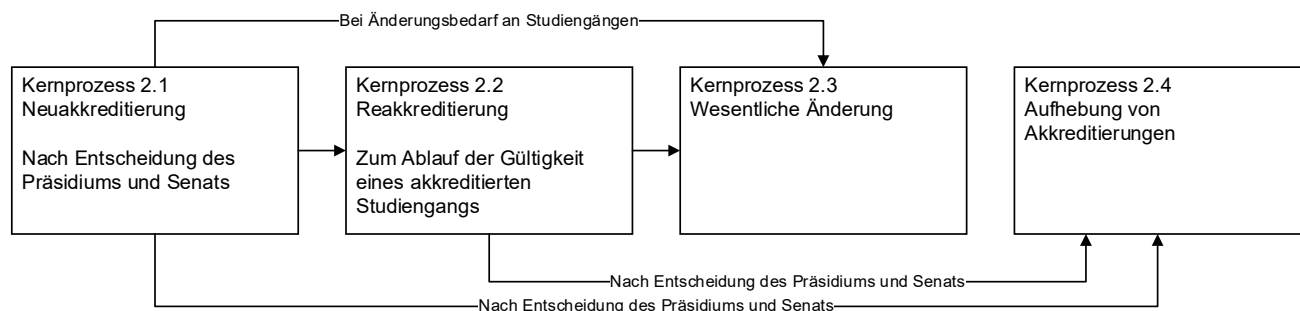 Bei Änderungsbedarf an Studiengängen
Kernprozess 2.1
Neuakkreditierung
Nach Entscheidung des
Präsidiums und Senats
Kernprozess 2.2
Reakkreditierung
Zum Ablauf der Gültigkeit
eines akkreditierten
Studiengangs
Kernprozess 2.3
Wesentliche Änderung
Kernprozess 2.4
Aufhebung von
Akkreditierungen
Nach Entscheidung des Präsidiums und Senats
Nach Entscheidung des Präsidiums und Senats